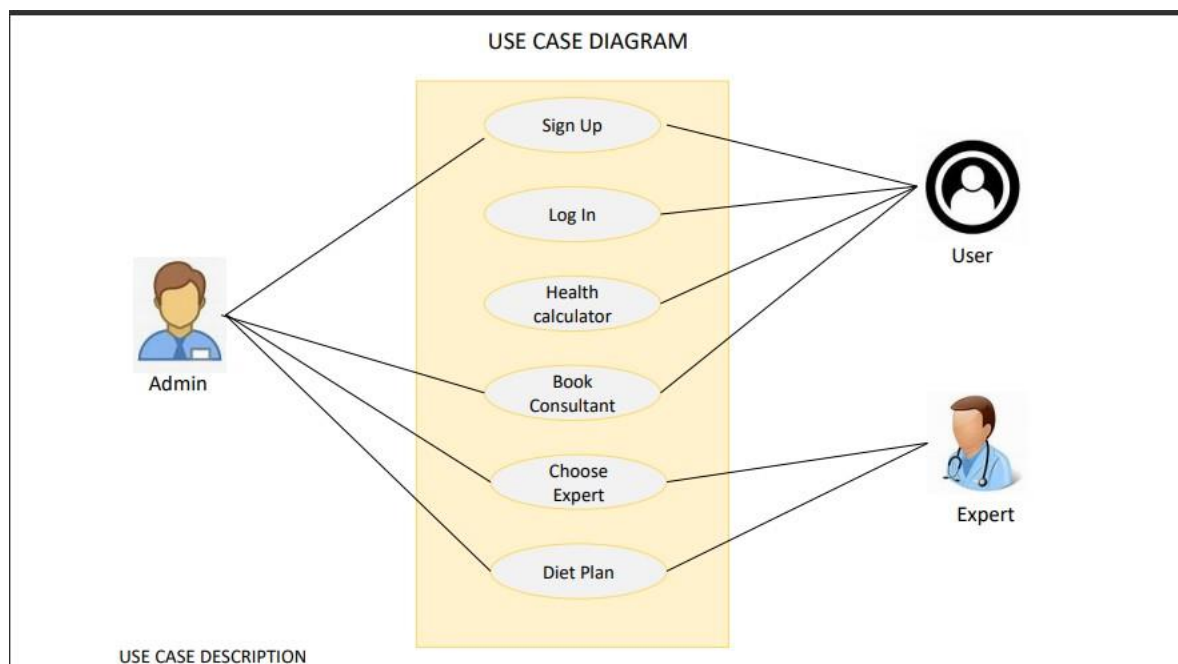 USE CASE DIAGRAM
Sign Up
Log In
User
Health
calculator
Admin
Book
Consultant
Choose
Expert
Expert
Diet Plan
USE CASE DESCRIPTION